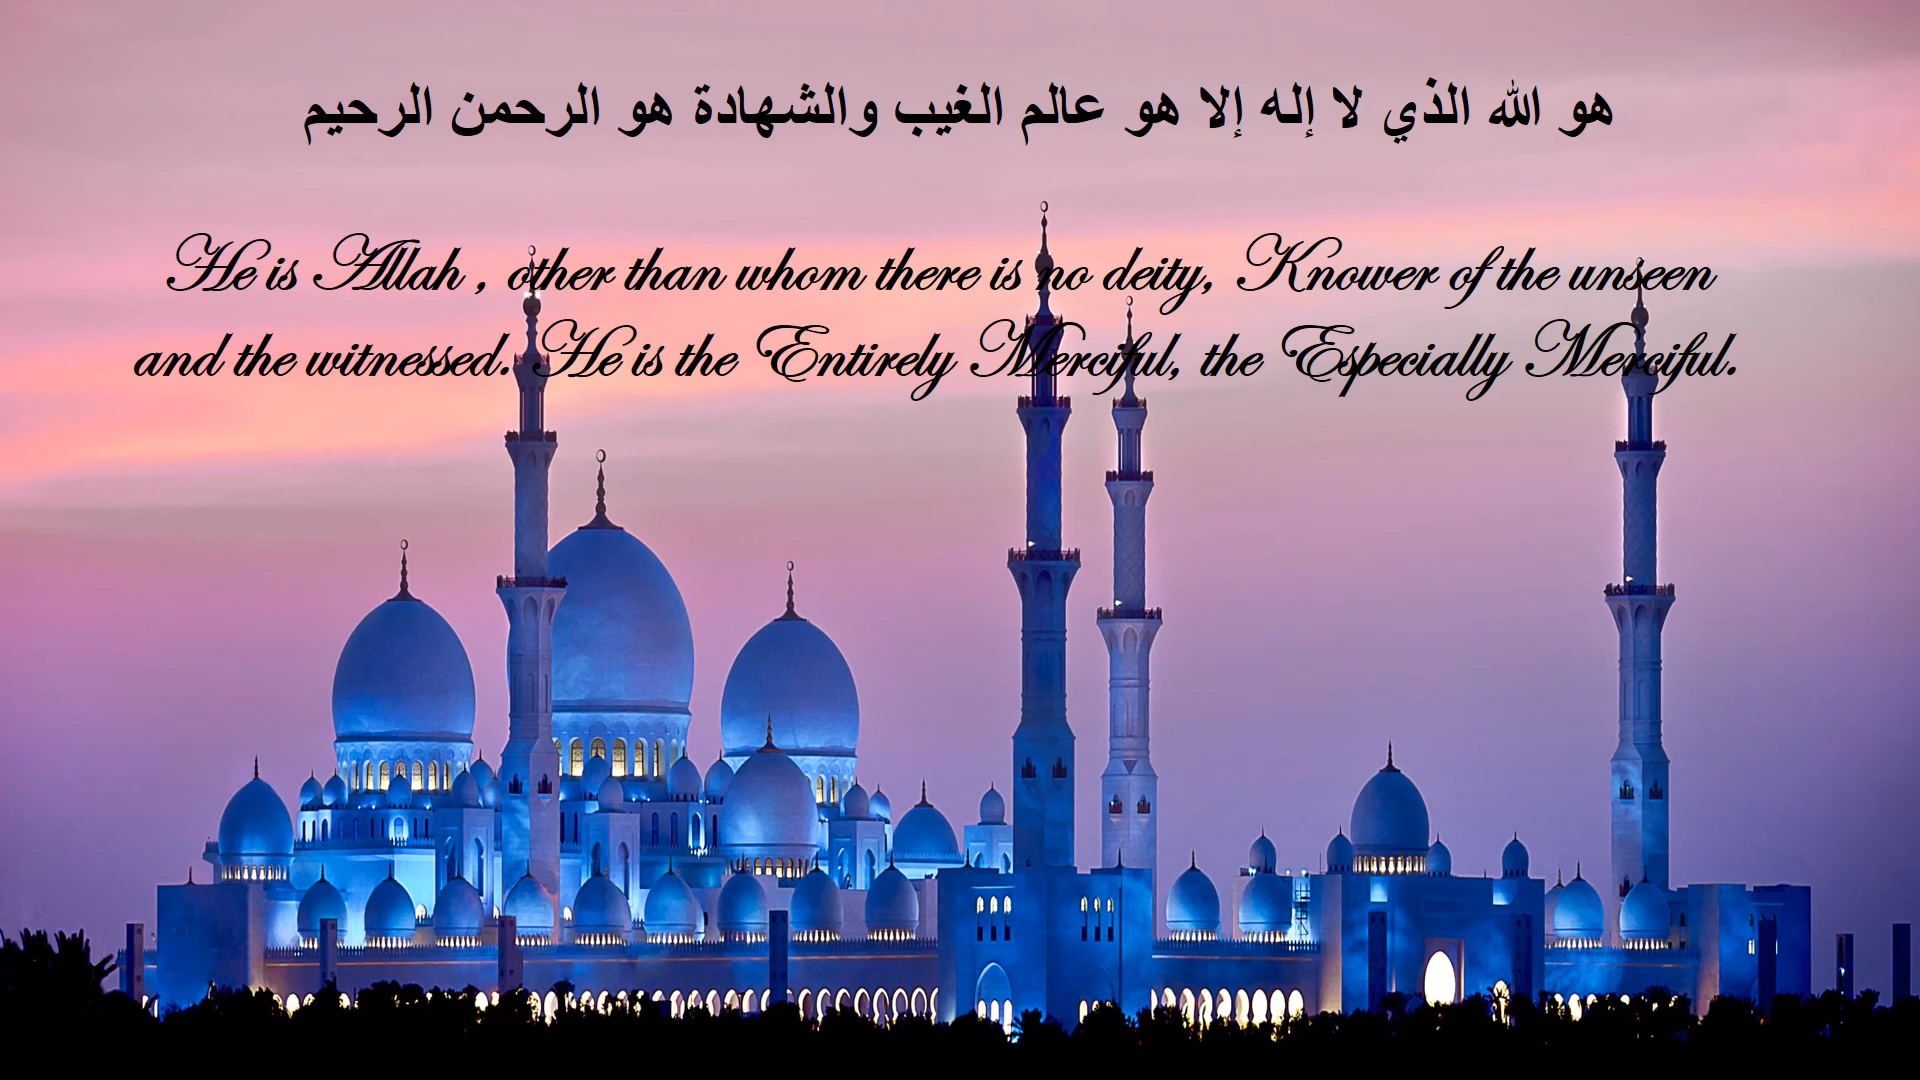 هو الله الذي لا إله إلا هو عالم الغيب والشهادة هو الرحمن الرحيم
He is Allah , other than whom there is no deity, Knower of the unseen
and the witnessed. He is the Entirely Merciful, the Especially Merciful.